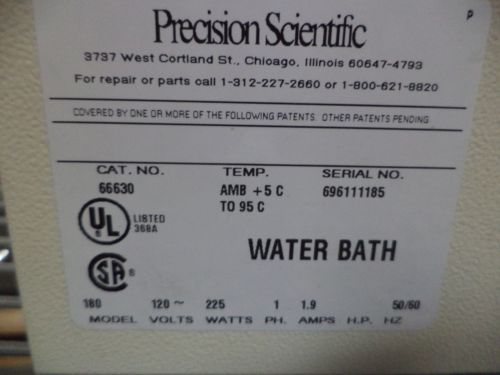 p
Precision Scientific
3737 West Cortland St., Chicago, Illinois 60647-4793
For repair or parts call 1-312-227-2660 or 1-800-621-8820
COVERED BY ONE OR MORE OF THE FOLLOWING PATENTS. OTHER PATENTS PENDING
CAT. NO. TEMP. SERIAL NO.
66630 AMB +5 C 696111185
TO 95 C
UL ® LISTED
368A
WATER BATH
SA ®
180 120~ 225 1 1.9 50/60
MODEL VOLTS WATTS PH. AMPS H.P. HZ